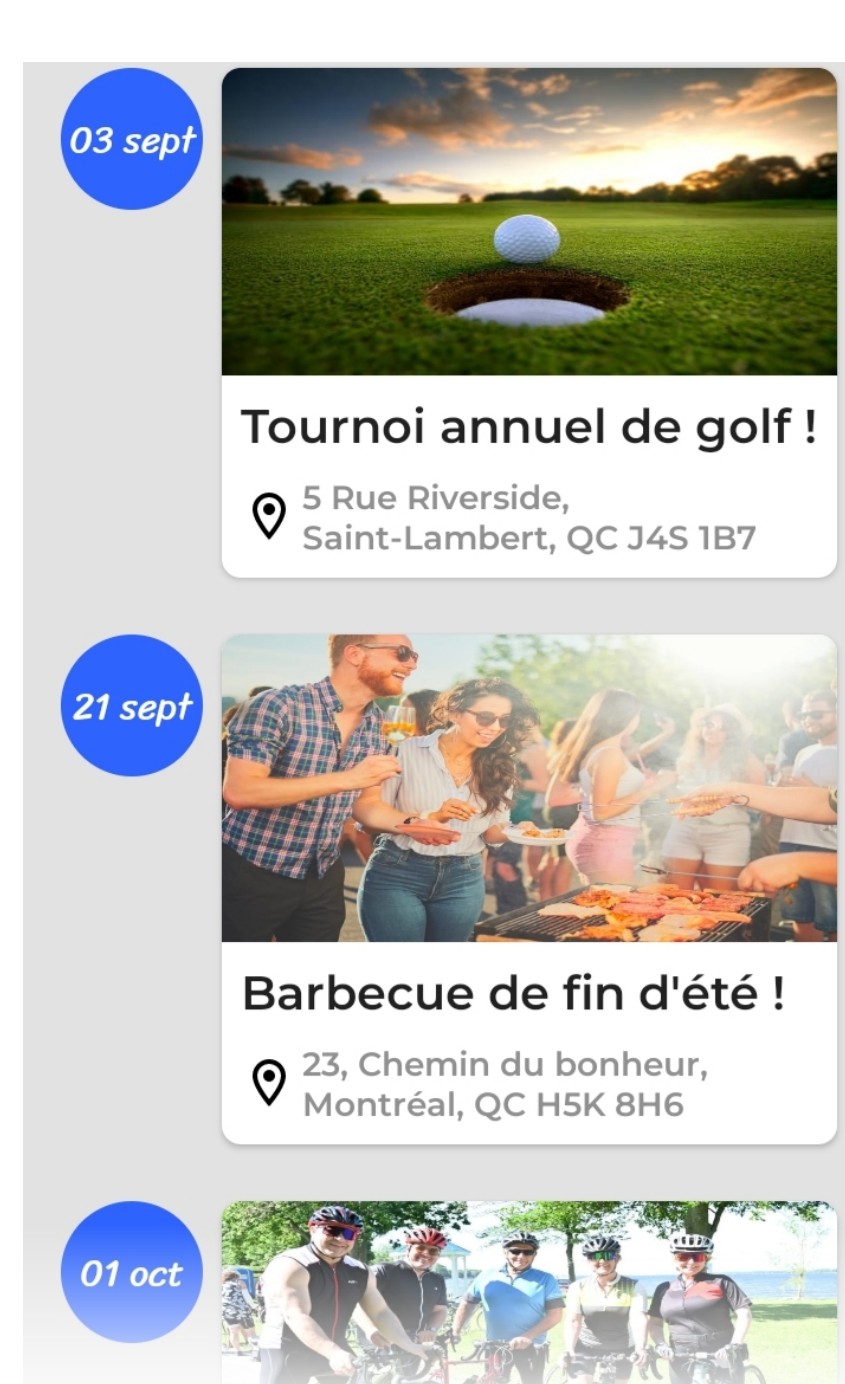 03 sept
Tournoi annuel de golf !
5 Rue Riverside,
Saint-Lambert, QC J4S 1B7
21 sept
Barbecue de fin d'été !
23, Chemin du bonheur,
Montréal, QC H5K 8H6
01 oct